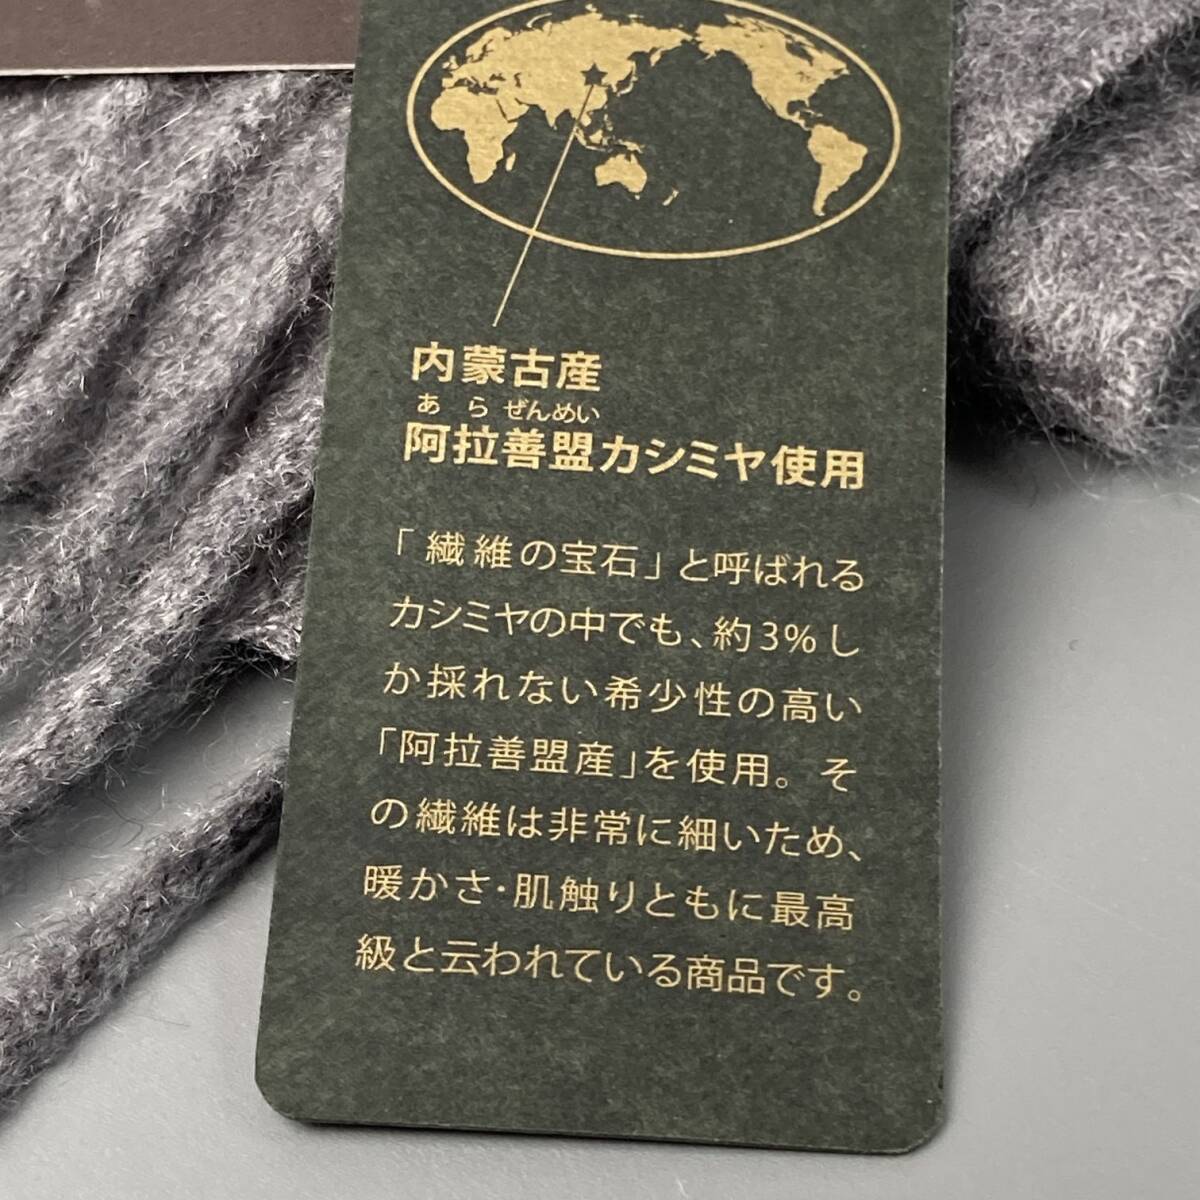 内蒙古産
あ ら ぜんめい
阿拉善盟カシミヤ使用
「繊維の宝石」と呼ばれる
カシミヤの中でも、約3%し
か採れない希少性の高い
「阿拉善盟産」を使用。そ
の繊維は非常に細いため、
暖かさ・肌触りともに最高
級と云われている商品です。